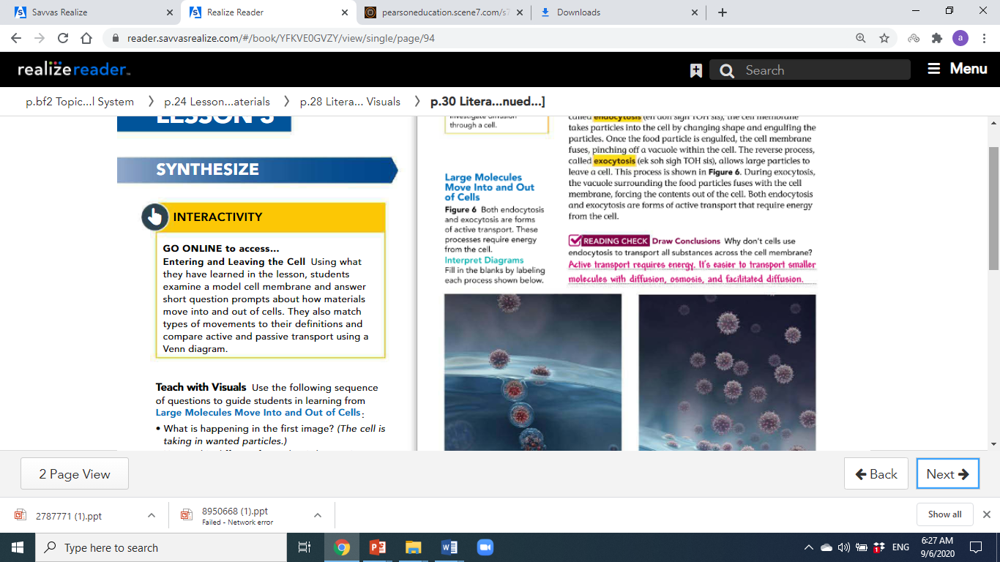 Savvas Realize
Realize Reader
pearsoneducation.scene7.com/s7
Downloads
reader.savvasrealize.com/#/book/YFKVE0GVZY/view/single/page/94
a
realizereader
Search
Menu
p.bf2 Topic...l System
p.24 Lesson...aterials
p.28 Litera... Visuals
p.30 Litera...nued...]
LESSON 3
SYNTHESIZE
INTERACTIVITY
GO ONLINE to access...
Entering and Leaving the Cell Using what
they have learned in the lesson, students
examine a model cell membrane and answer
short question prompts about how materials
move into and out of cells. They also match
types of movements to their definitions and
compare active and passive transport using a
Venn diagram.
Teach with Visuals Use the following sequence
of questions to guide students in learning from
Large Molecules Move Into and Out of Cells.
• What is happening in the first image? (The cell is
taking in wanted particles.)
investigate diffusion
through a cell.
Large Molecules
Move Into and Out
of Cells
Figure 6 Both endocytosis
and exocytosis are forms
of active transport. These
processes require energy
from the cell.
Interpret Diagrams
Fill in the blanks by labeling
each process shown below.
called endocytosis (en doh sigh TOH sis), the cell membrane
takes particles into the cell by changing shape and engulfing the
particles. Once the food particle is engulfed, the cell membrane
fuses, pinching off a vacuole within the cell. The reverse process,
called exocytosis (ek soh sigh TOH sis), allows large particles to
leave a cell. This process is shown in Figure 6. During exocytosis,
the vacuole surrounding the food particles fuses with the cell
membrane, forcing the contents out of the cell. Both endocytosis
and exocytosis are forms of active transport that require energy
from the cell.
READING CHECK Draw Conclusions Why don't cells use
endocytosis to transport all substances across the cell membrane?
Active transport requires energy. It's easier to transport smaller
molecules with diffusion, osmosis, and facilitated diffusion.
2 Page View
Back
Next
2787771 (1).ppt
8950668 (1).ppt
Failed - Network error
Show all
Type here to search
ENG
6:27 AM
9/6/2020